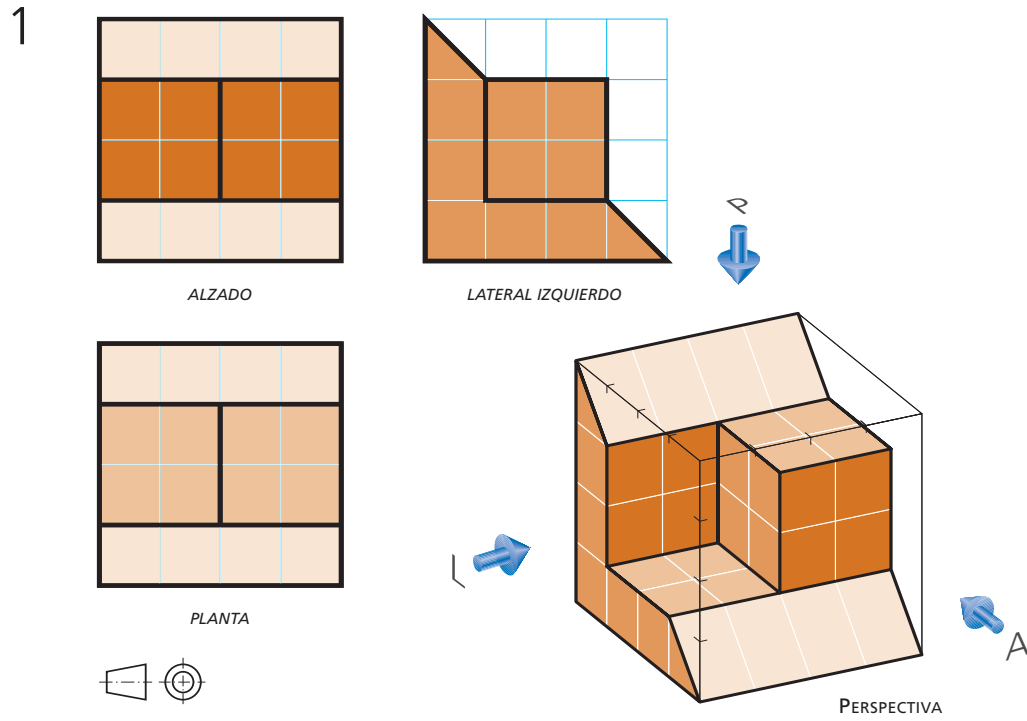 1
ALZADO
LATERAL IZQUIERDO
P
PLANTA
L
A
PERSPECTIVA